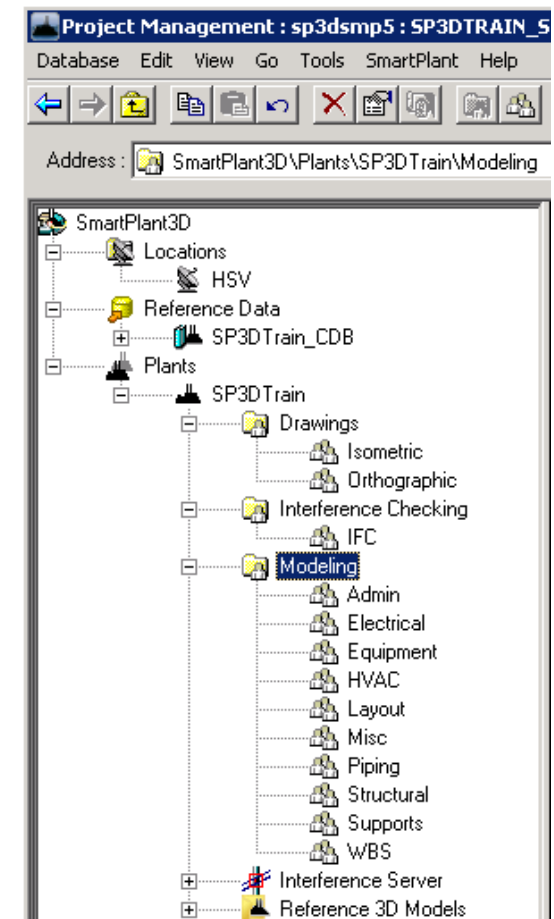 Project Management : sp3dsmp5 : SP3DTRAIN_S
Database Edit View Go Tools SmartPlant Help
Address : SmartPlant3D\Plants\SP3DTrain\Modeling
SmartPlant3D
Locations
HSV
Reference Data
SP3DTrain_CDB
Plants
SP3DTrain
Drawings
Isometric
Orthographic
Interference Checking
IFC
Modeling
Admin
Electrical
Equipment
HVAC
Layout
Misc
Piping
Structural
Supports
WBS
Interference Server
Reference 3D Models